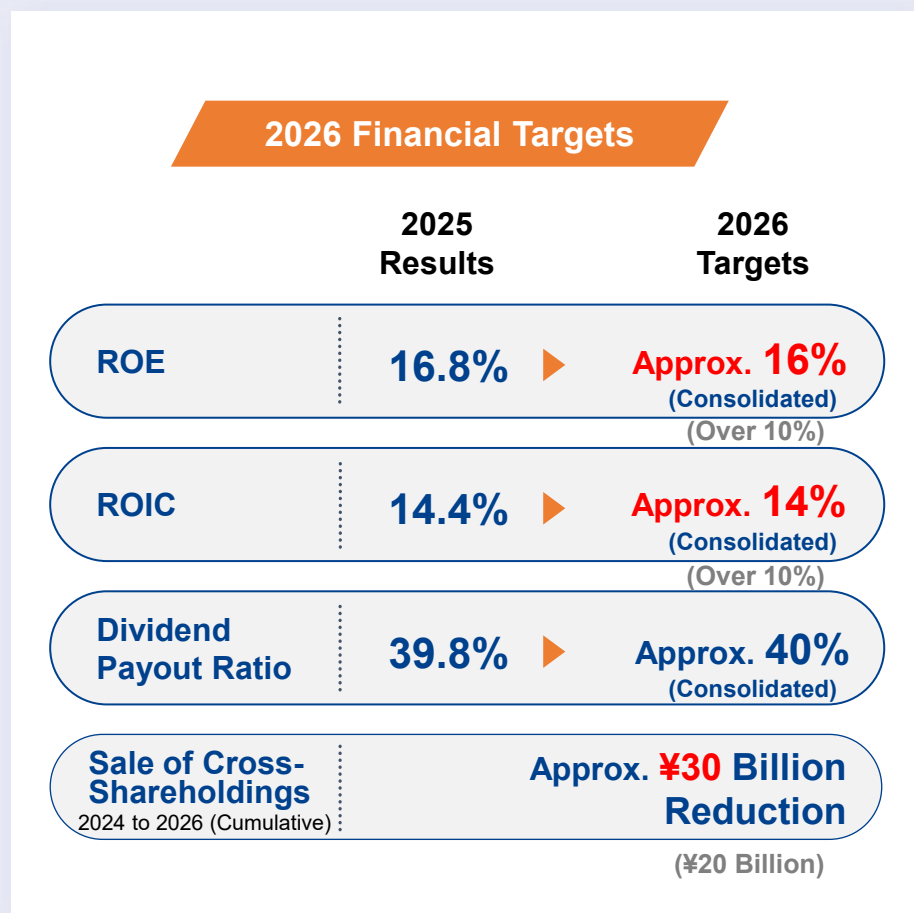 2026 Financial Targets
2025
Results
2026
Targets
ROE
16.8%
Approx. 16%
(Consolidated)
(Over 10%)
ROIC
14.4%
Approx. 14%
(Consolidated)
(Over 10%)
Dividend
Payout Ratio
39.8%
Approx. 40%
(Consolidated)
Sale of Cross-
Shareholdings
2024 to 2026 (Cumulative)
Approx. ¥30 Billion
Reduction
(¥20 Billion)